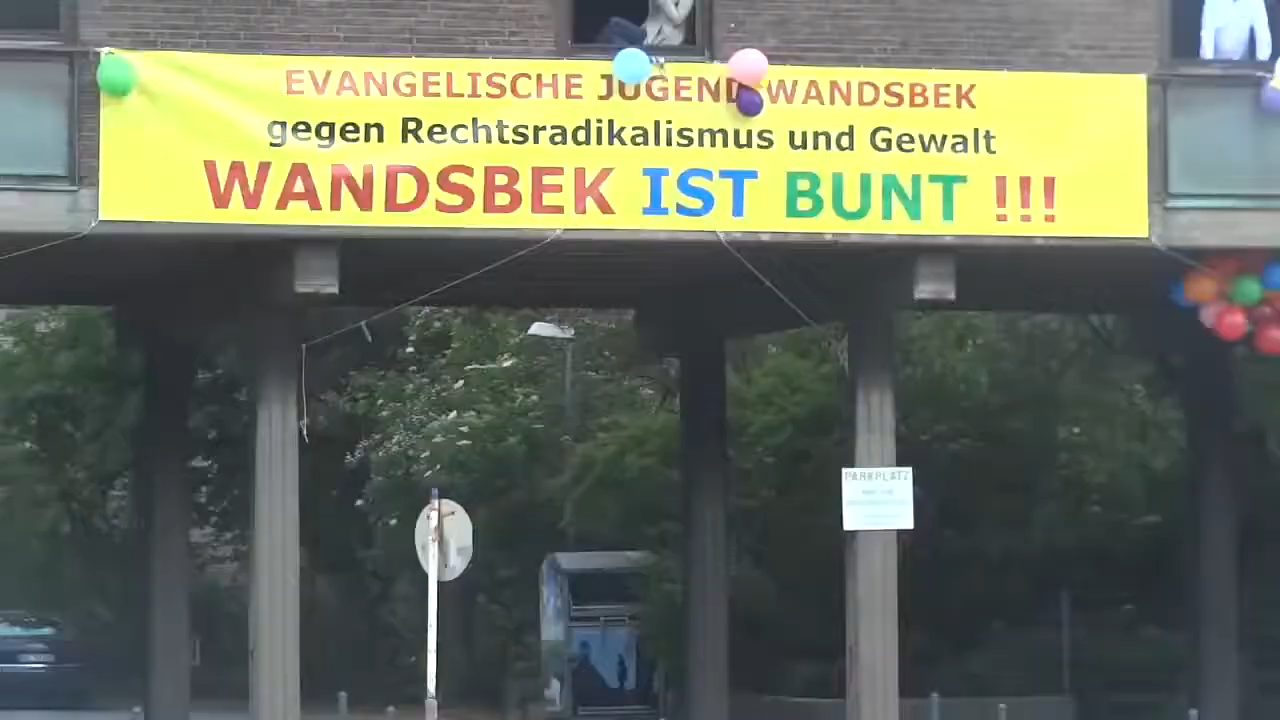 EVANGELISCHE JUGEND WANDSBEK
gegen Rechtsradikalismus und Gewalt
WANDSBEK IST BUNT !!!
PARKPLATZ